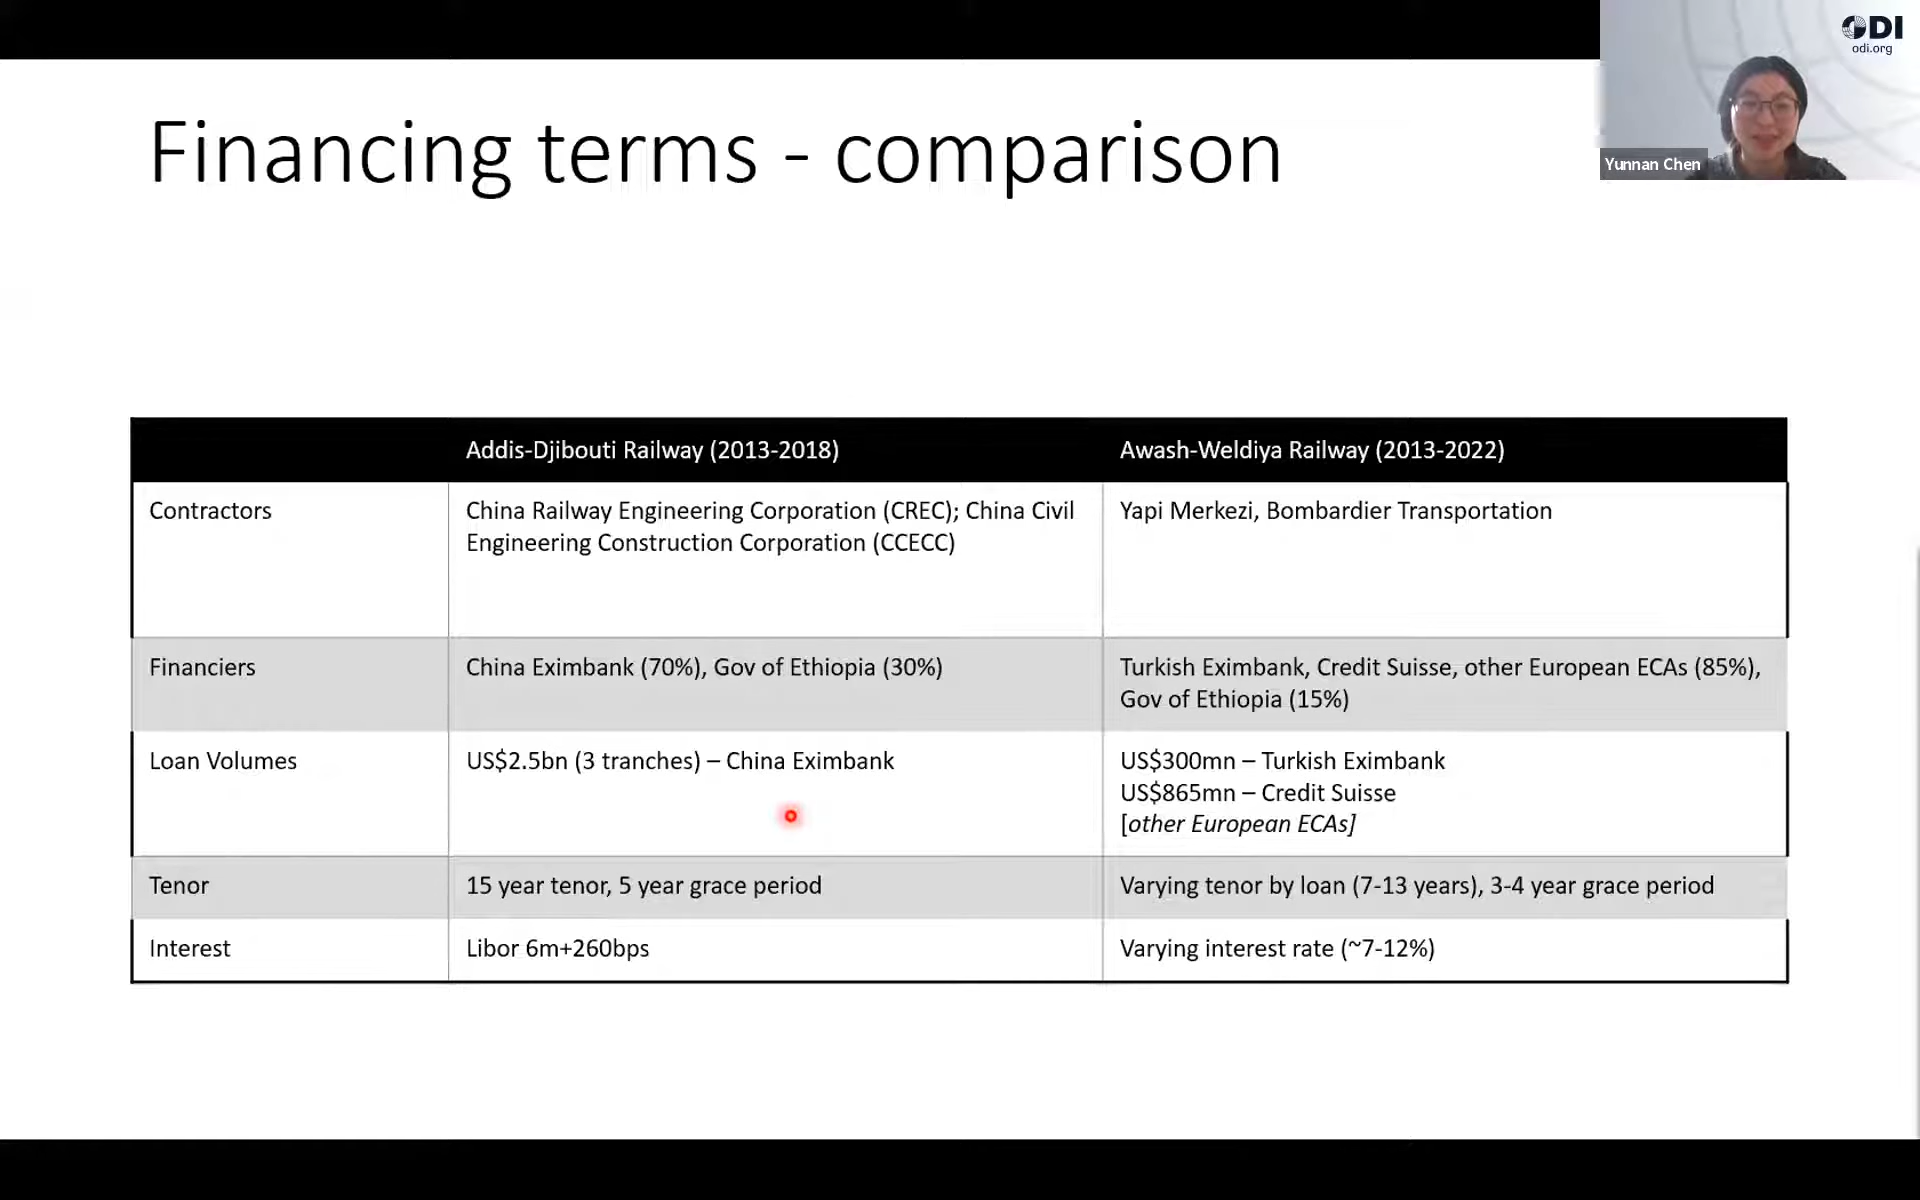 ODI
odi.org
Yunnan Chen
Financing terms - comparison
Addis-Djibouti Railway (2013-2018)
Awash-Weldiya Railway (2013-2022)
Contractors
China Railway Engineering Corporation (CREC); China Civil
Engineering Construction Corporation (CCECC)
Yapi Merkezi, Bombardier Transportation
Financiers
China Eximbank (70%), Gov of Ethiopia (30%)
Turkish Eximbank, Credit Suisse, other European ECAs (85%),
Gov of Ethiopia (15%)
Loan Volumes
US$2.5bn (3 tranches) – China Eximbank
US$300mn – Turkish Eximbank
US$865mn – Credit Suisse
[other European ECAs]
Tenor
15 year tenor, 5 year grace period
Varying tenor by loan (7-13 years), 3-4 year grace period
Interest
Libor 6m+260bps
Varying interest rate (~7-12%)